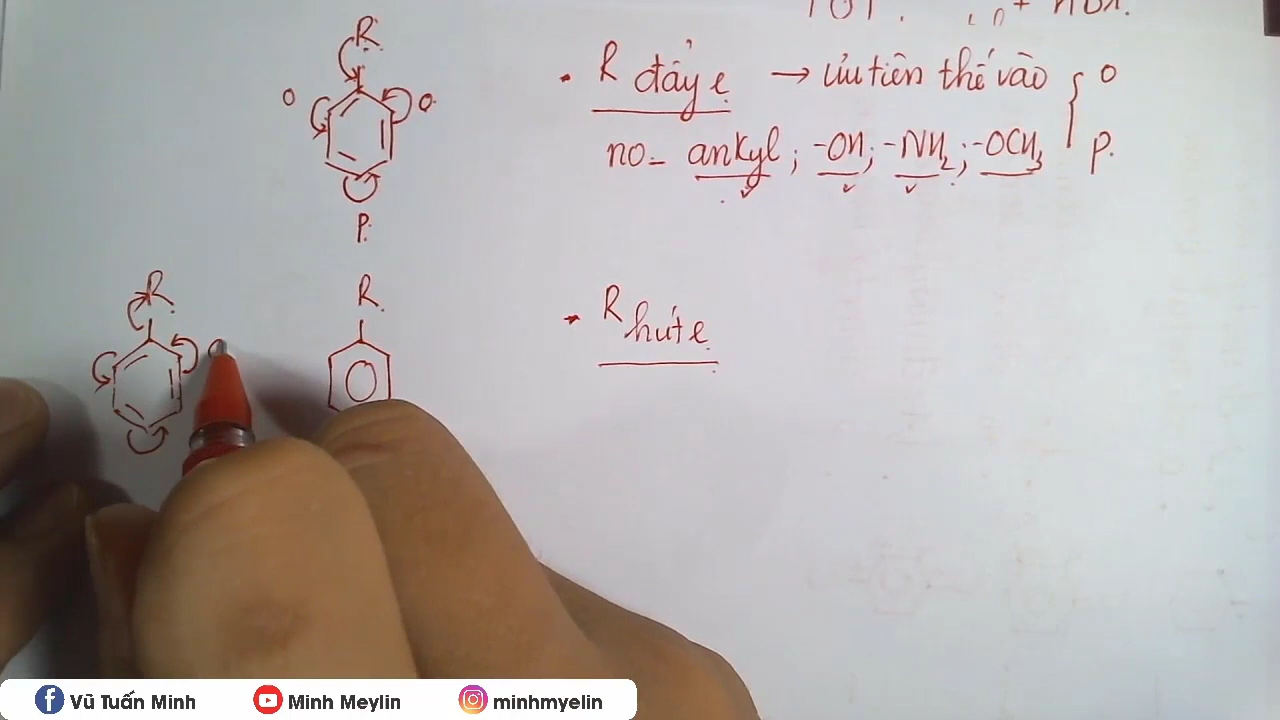 R
• R đẩy e → ưu tiên thế vào { o
o
o
no - ankyl ; -OH ; -NH2 ; -OCH3
p.
P.
R
R
• R hút e
Vũ Tuấn Minh
Minh Meylin
minhmyelin